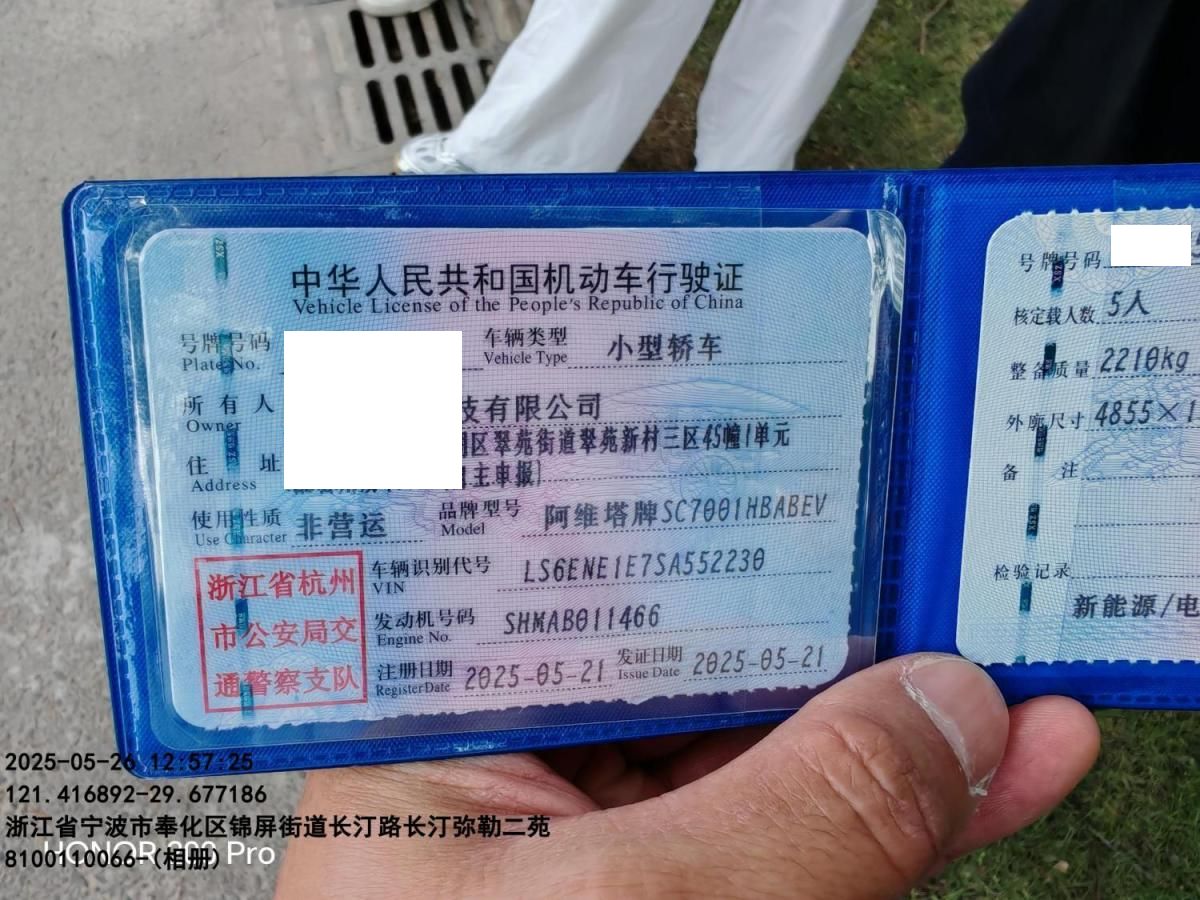 中华人民共和国机动车行驶证
Vehicle License of the People's Republic of China
号牌号码
Plate No.
车辆类型 小型轿车
Vehicle Type
所有人 技有限公司
Owner
住址 区翠苑街道翠苑新村三区45幢1单元
Address 主申报]
使用性质 非营运
Use Character
品牌型号 阿维塔牌SC7001HBABEV
Model
浙江省杭州
市公安局交
通警察支队
车辆识别代号 LS6ENE1E7SA552230
VIN
发动机号码 SHMAB011466
Engine No.
注册日期 2025-05-21
Register Date
发证日期 2025-05-21
Issue Date
号牌号码
核定载人数 5人
整备质量 2210kg
外廓尺寸 4855×1
备注
检验记录
新能源/电
2025-05-26 12:57:25
121.416892-29.677186
浙江省宁波市奉化区锦屏街道长汀路长汀弥勒二苑
8100110066-(相册)
HONOR Pro